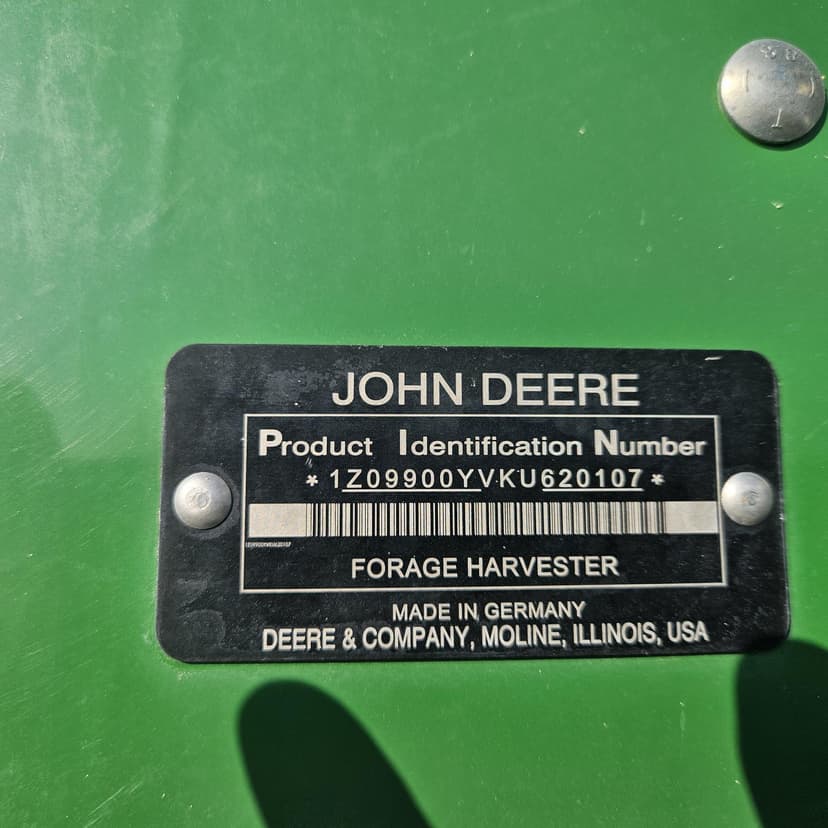 JOHN DEERE
Product Identification Number
* 1Z09900YVKU620107 *
FORAGE HARVESTER
MADE IN GERMANY
DEERE & COMPANY, MOLINE, ILLINOIS, USA